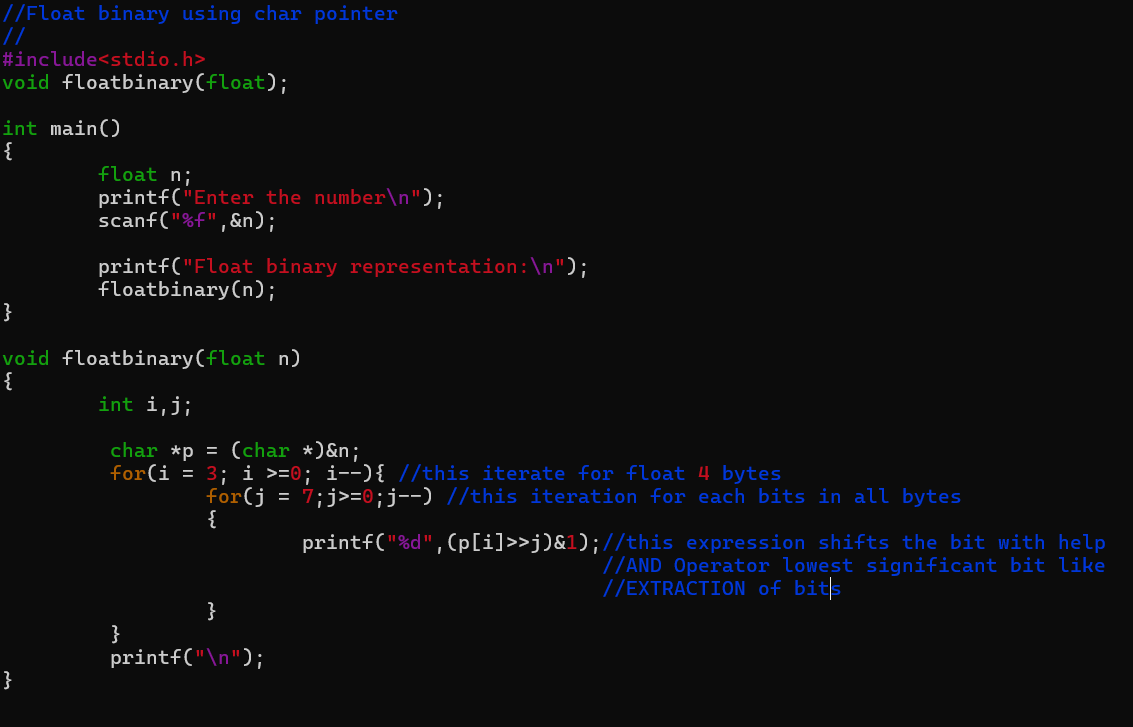 //Float binary using char pointer
//
#include<stdio.h>
void floatbinary(float);
int main()
{
        float n;
        printf("Enter the number\n");
        scanf("%f",&n);
        printf("Float binary representation:\n");
        floatbinary(n);
}
void floatbinary(float n)
{
        int i,j;
         char *p = (char *)&n;
         for(i = 3; i >=0; i--){ //this iterate for float 4 bytes
                 for(j = 7;j>=0;j--) //this iteration for each bits in all bytes
                 {
                         printf("%d",(p[i]>>j)&1);//this expression shifts the bit with help
                                                  //AND Operator lowest significant bit like
                                                  //EXTRACTION of bits
                 }
         }
         printf("\n");
}